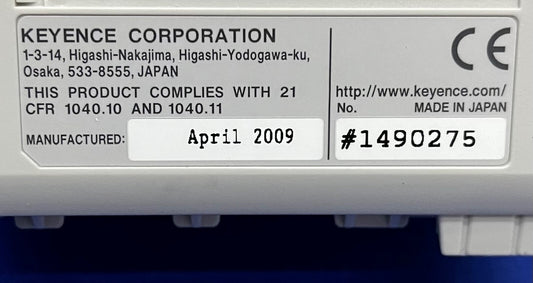 KEYENCE CORPORATION
1-3-14, Higashi-Nakajima, Higashi-Yodogawa-ku,
Osaka, 533-8555, JAPAN
THIS PRODUCT COMPLIES WITH 21
CFR 1040.10 AND 1040.11
MANUFACTURED: April 2009
CE
http://www.keyence.com/
No. MADE IN JAPAN
#1490275